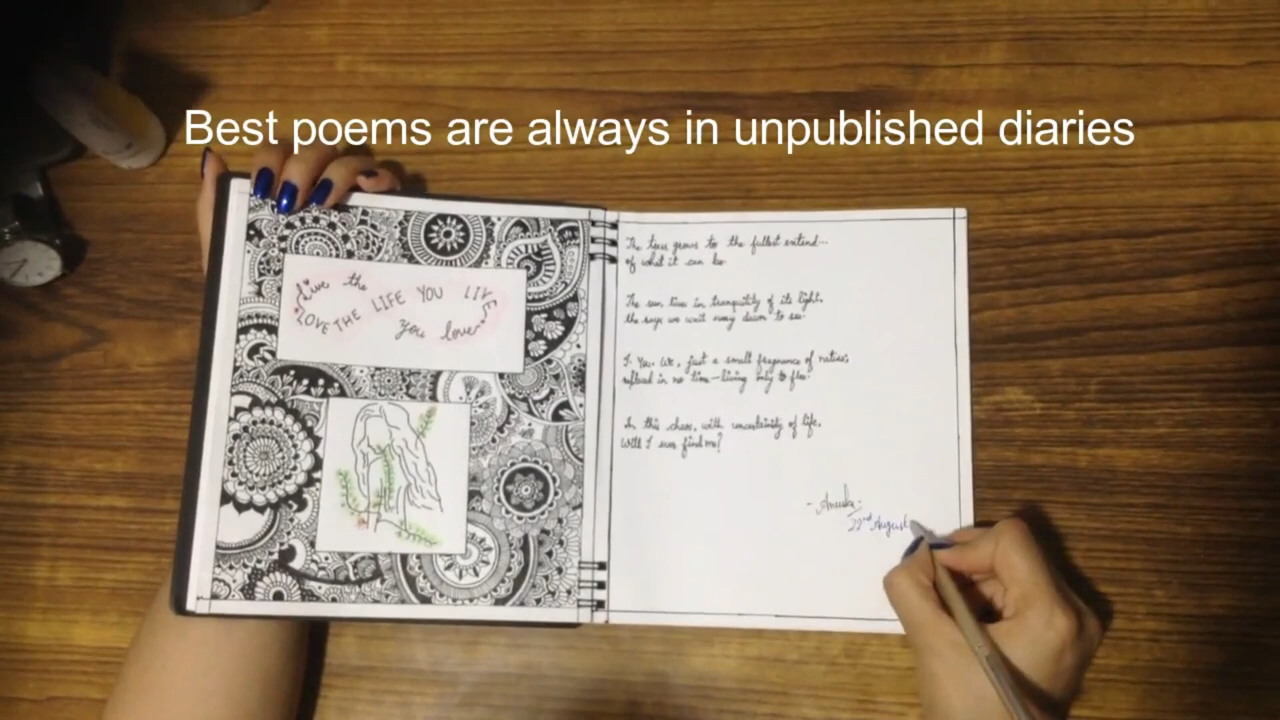 Best poems are always in unpublished diaries
Live the
LIFE YOU LIVE
LOVE THE
you love
The tree grows to the fullest extend...
of what it can be
The sun live in tranquility of its light,
the rays we wait every dawn to see.
I. You. We, just a small fragrance of nature;
in no time—living only to flee.
In this chaos, with uncertainity of life,
Will I ever find me?
22nd August